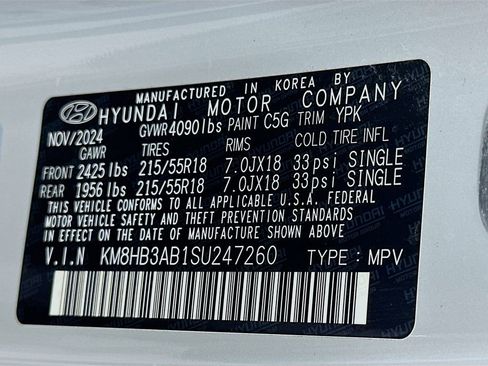 MANUFACTURED IN KOREA BY
HYUNDAI MOTOR COMPANY
NOV/2024 GVWR 4090 lbs PAINT C5G TRIM YPK
GAWR TIRES RIMS COLD TIRE INFL
FRONT 2425 lbs 215/55R18 7.0JX18 33psi SINGLE
REAR 1956 lbs 215/55R18 7.0JX18 33psi SINGLE
THIS VEHICLE CONFORMS TO ALL APPLICABLE U.S.A. FEDERAL
MOTOR VEHICLE SAFETY, BUMPER, AND THEFT PREVENTION STANDARDS
IN EFFECT ON THE DATE OF MANUFACTURE SHOWN ABOVE.
V.I.N KM8HB3AB1SU247260 TYPE : MPV